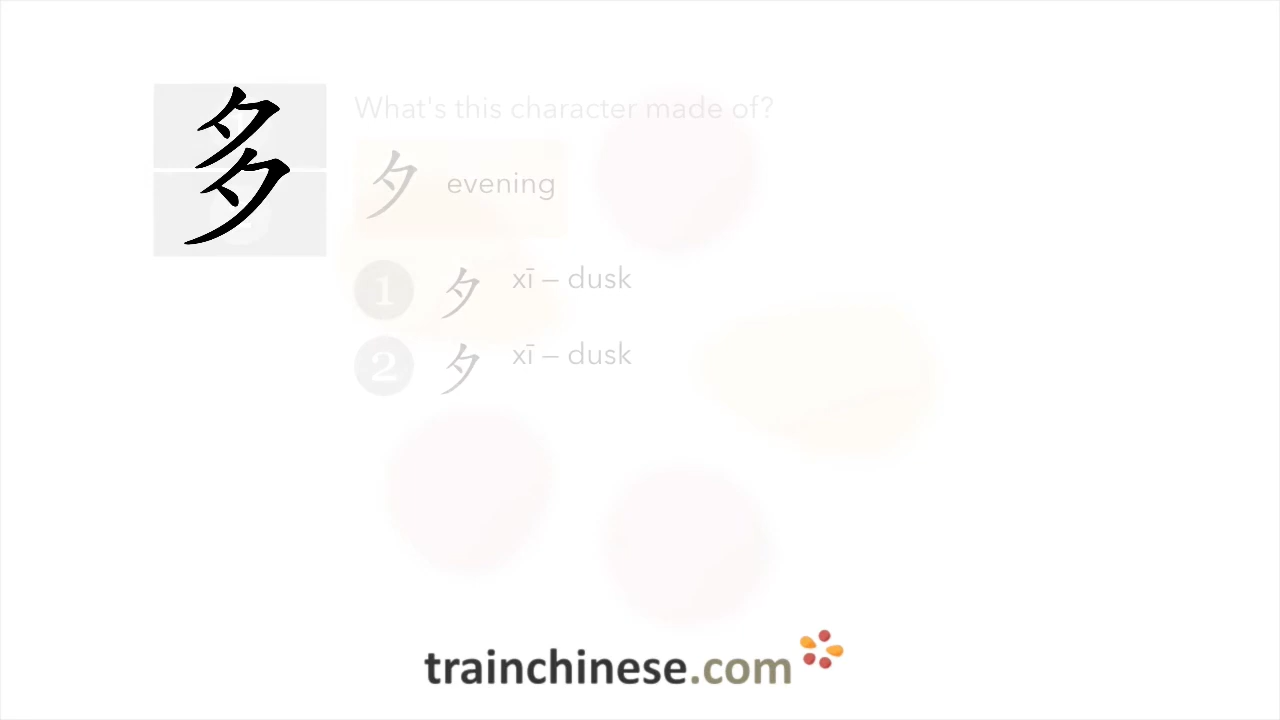 多
What's this character made of?
夕 evening
1 夕 xī – dusk
2 夕 xī – dusk
trainchinese.com